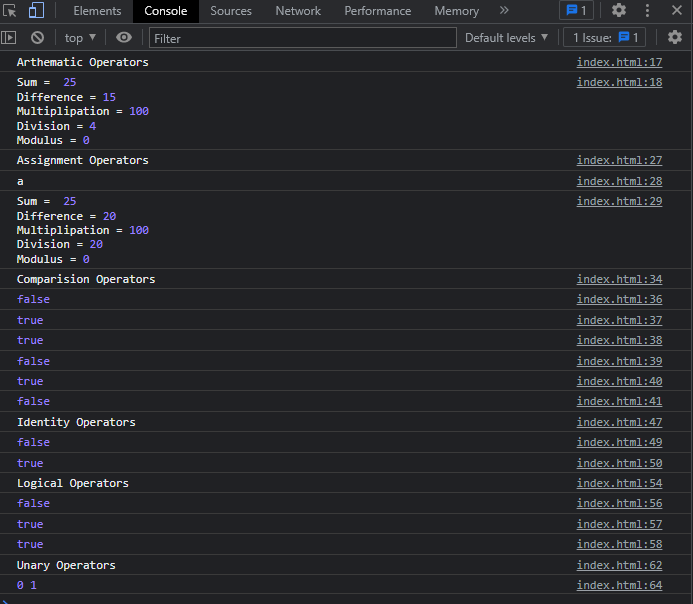 Elements Console Sources Network Performance Memory » 1
top ▼ Filter Default levels ▼ 1 Issue: 1
Arthematic Operators index.html:17
Sum =  25 index.html:18
Difference = 15
Multiplipation = 100
Division = 4
Modulus = 0
Assignment Operators index.html:27
a index.html:28
Sum =  25 index.html:29
Difference = 20
Multiplipation = 100
Division = 20
Modulus = 0
Comparision Operators index.html:34
false index.html:36
true index.html:37
true index.html:38
false index.html:39
true index.html:40
false index.html:41
Identity Operators index.html:47
false index.html:49
true index.html:50
Logical Operators index.html:54
false index.html:56
true index.html:57
true index.html:58
Unary Operators index.html:62
0 1 index.html:64